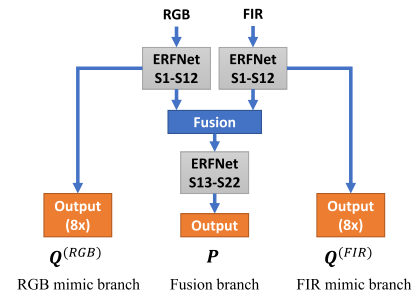 RGB FIR
ERFNet ERFNet
S1-S12 S1-S12
Fusion
ERFNet
S13-S22
Output Output Output
(8x) (8x)
Q^(RGB) P Q^(FIR)
RGB mimic branch Fusion branch FIR mimic branch